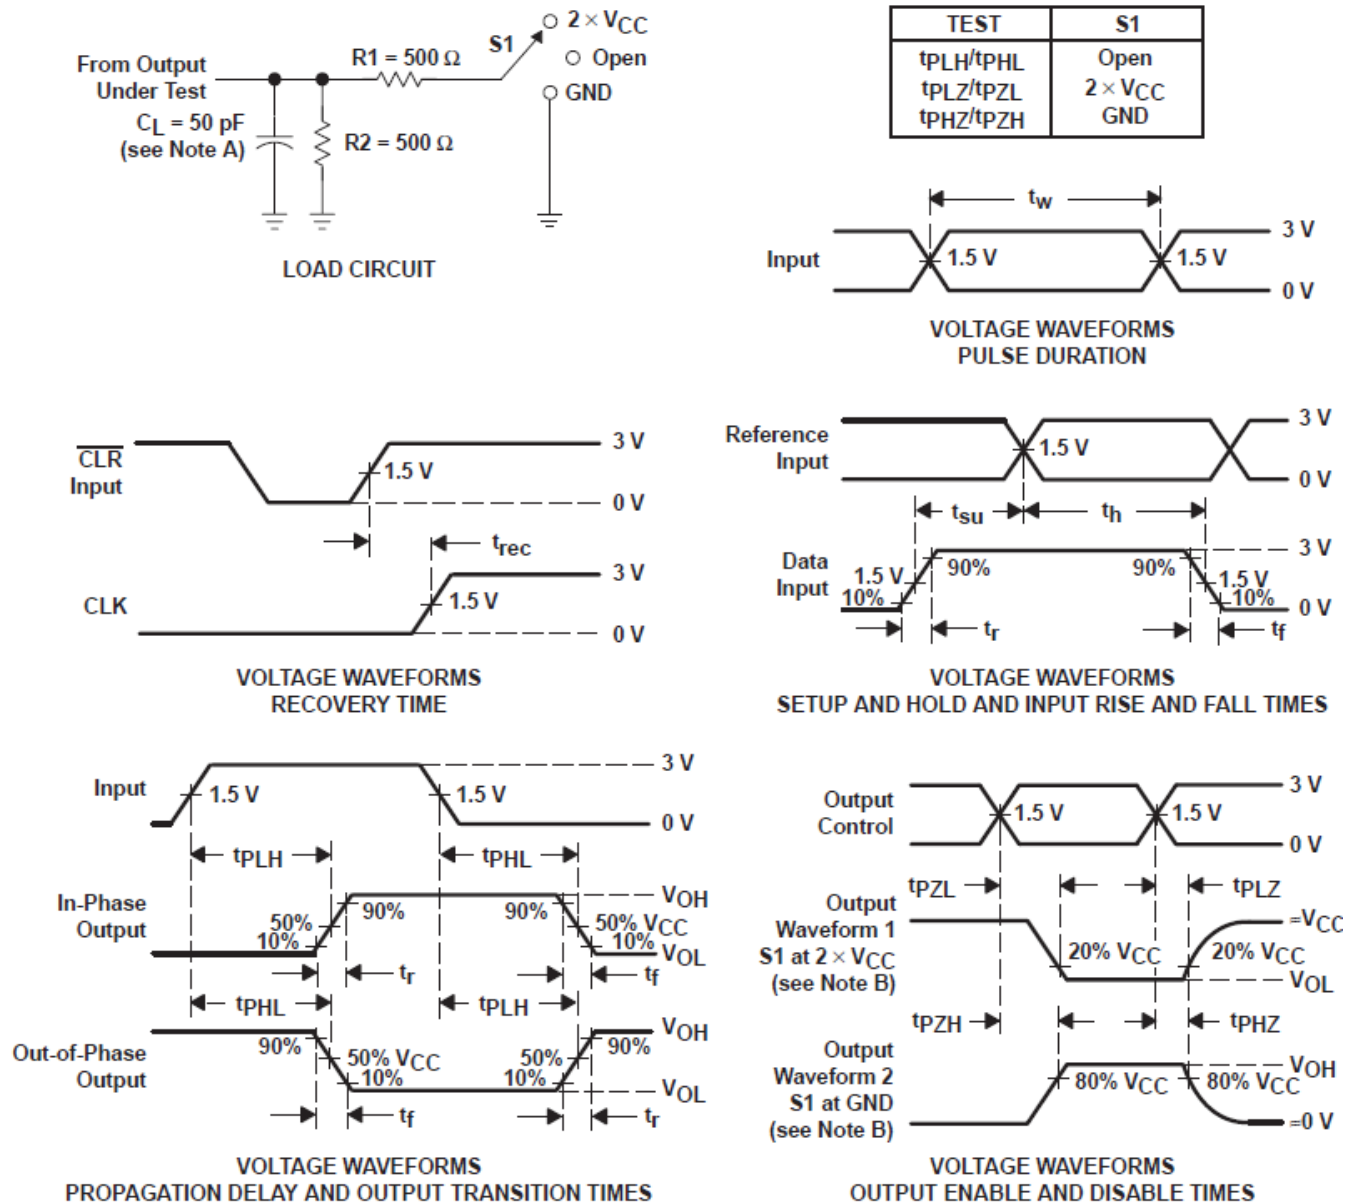 2 × VCC
S1
Open
GND
From Output
Under Test
R1 = 500 Ω
CL = 50 pF
(see Note A)
R2 = 500 Ω
LOAD CIRCUIT
TEST S1
tPLH/tPHL Open
tPLZ/tPZL 2 × VCC
tPHZ/tPZH GND
tw
Input
1.5 V
1.5 V
3 V
0 V
VOLTAGE WAVEFORMS
PULSE DURATION
CLR
Input
1.5 V
3 V
0 V
trec
CLK
1.5 V
3 V
0 V
VOLTAGE WAVEFORMS
RECOVERY TIME
Reference
Input
1.5 V
3 V
0 V
tsu
th
Data
Input
1.5 V
10%
90%
90%
1.5 V
10%
3 V
0 V
tr
tf
VOLTAGE WAVEFORMS
SETUP AND HOLD AND INPUT RISE AND FALL TIMES
Input
1.5 V
1.5 V
3 V
0 V
tPLH
tPHL
In-Phase
Output
50%
10%
90%
90%
50% VCC
10%
VOH
VOL
tr
tf
tPHL
tPLH
Out-of-Phase
Output
90%
50% VCC
10%
50%
10%
90%
VOH
VOL
tf
tr
VOLTAGE WAVEFORMS
PROPAGATION DELAY AND OUTPUT TRANSITION TIMES
Output
Control
1.5 V
1.5 V
3 V
0 V
tPZL
tPLZ
Output
Waveform 1
S1 at 2 × VCC
(see Note B)
20% VCC
20% VCC
≈VCC
VOL
tPZH
tPHZ
Output
Waveform 2
S1 at GND
(see Note B)
80% VCC
80% VCC
VOH
≈0 V
VOLTAGE WAVEFORMS
OUTPUT ENABLE AND DISABLE TIMES